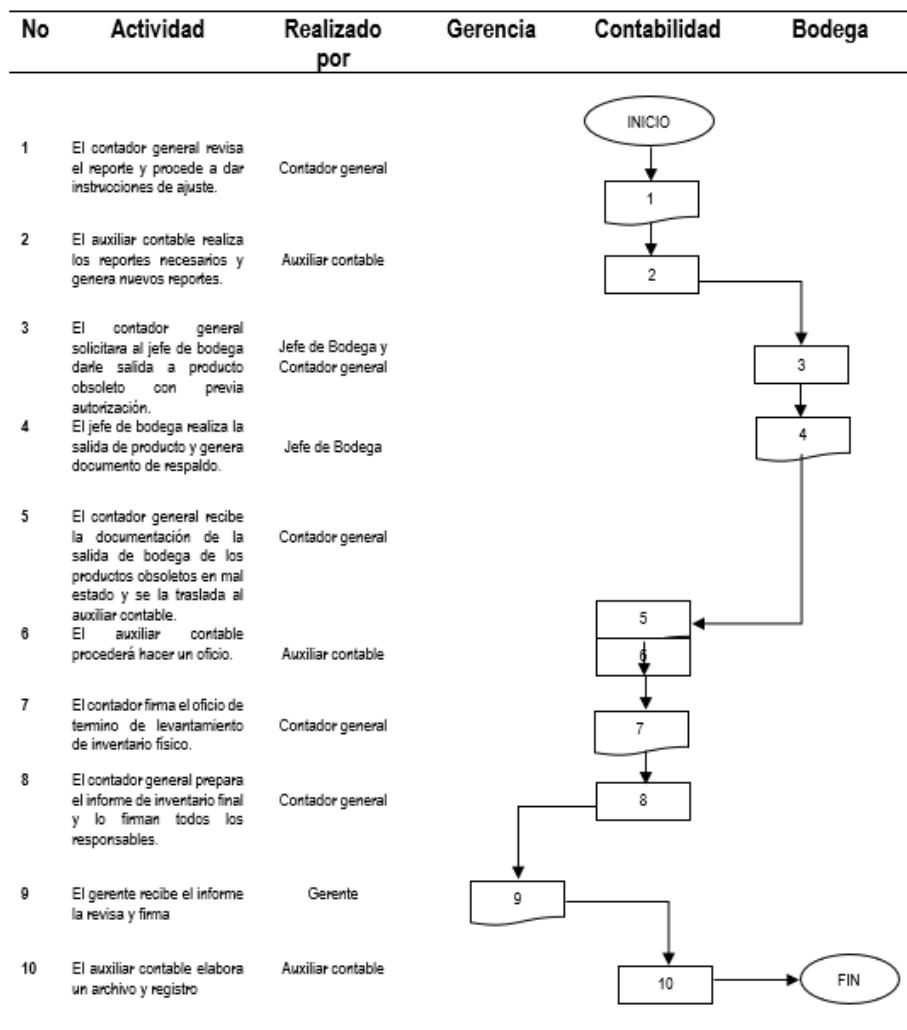 No Actividad Realizado por Gerencia Contabilidad Bodega
INICIO
1 El contador general revisa
el reporte y procede a dar Contador general
instrucciones de ajuste.
1
2 El auxiliar contable realiza
los reportes necesarios y Auxiliar contable
genera nuevos reportes.
2
3 El contador general
solicitara al jefe de bodega Jefe de Bodega y
darle salida a producto Contador general
obsoleto con previa
autorización.
3
4 El jefe de bodega realiza la
salida de producto y genera Jefe de Bodega
documento de respaldo.
4
5 El contador general recibe
la documentación de la Contador general
salida de bodega de los
productos obsoletos en mal
estado y se la traslada al
auxiliar contable.
5
6 El auxiliar contable
procederá hacer un oficio. Auxiliar contable
6
7 El contador firma el oficio de
termino de levantamiento Contador general
de inventario físico.
7
8 El contador general prepara
el informe de inventario final Contador general
y lo firman todos los
responsables.
8
9 El gerente recibe el informe Gerente
la revisa y firma
9
10 El auxiliar contable elabora Auxiliar contable
un archivo y registro
10
FIN